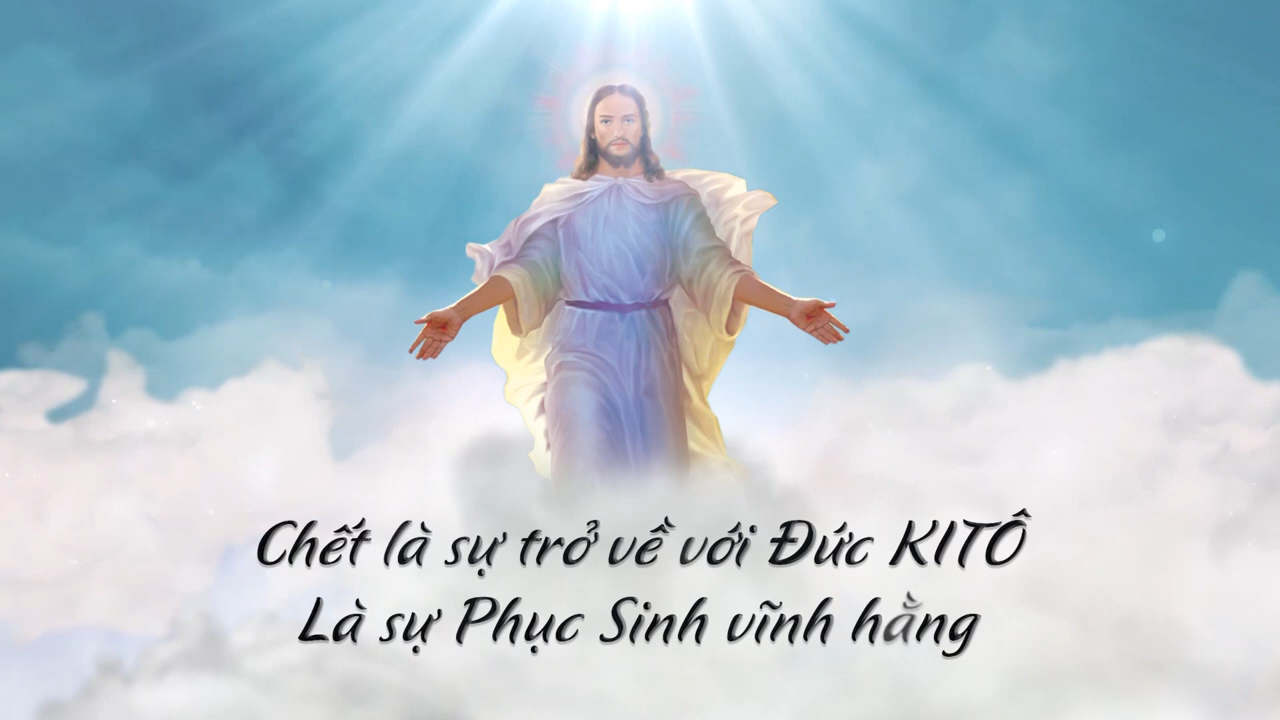 Chết là sự trở về với Đức KITÔ
Là sự Phục Sinh vĩnh hằng